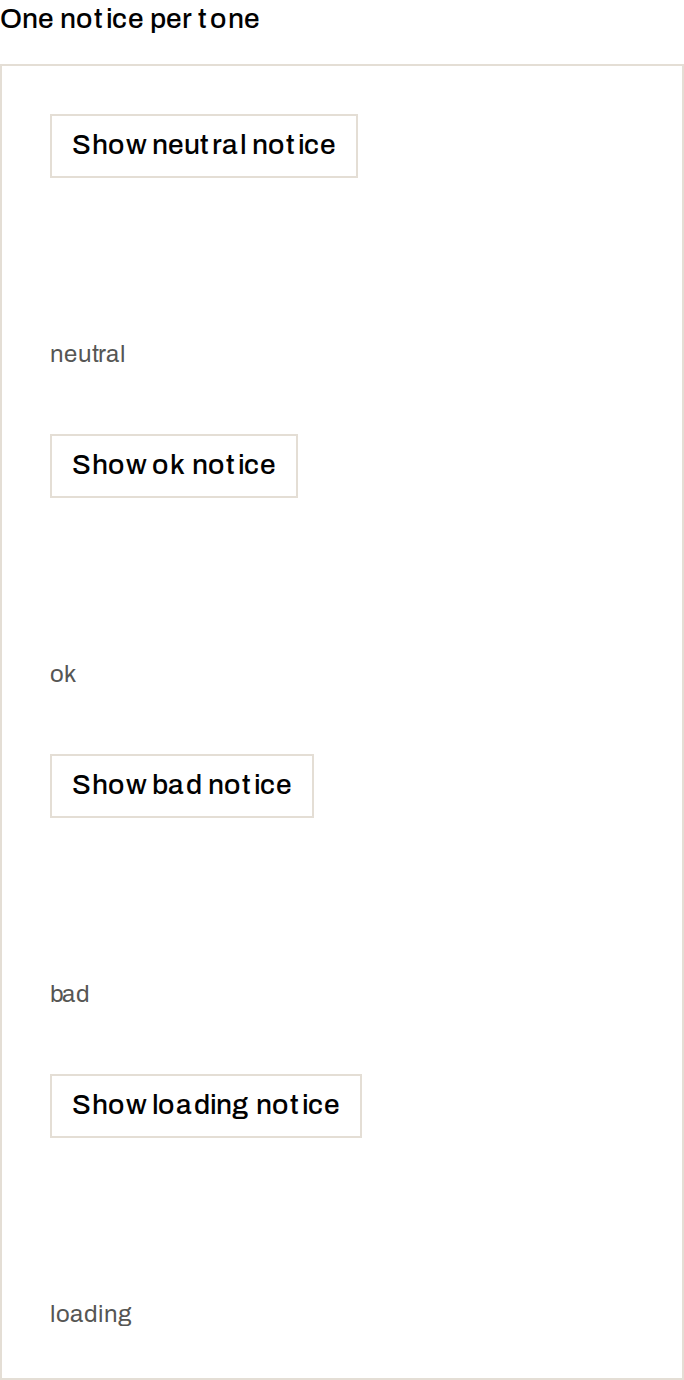 One notice per tone
Show neutral notice
neutral
Show ok notice
ok
Show bad notice
bad
Show loading notice
loading